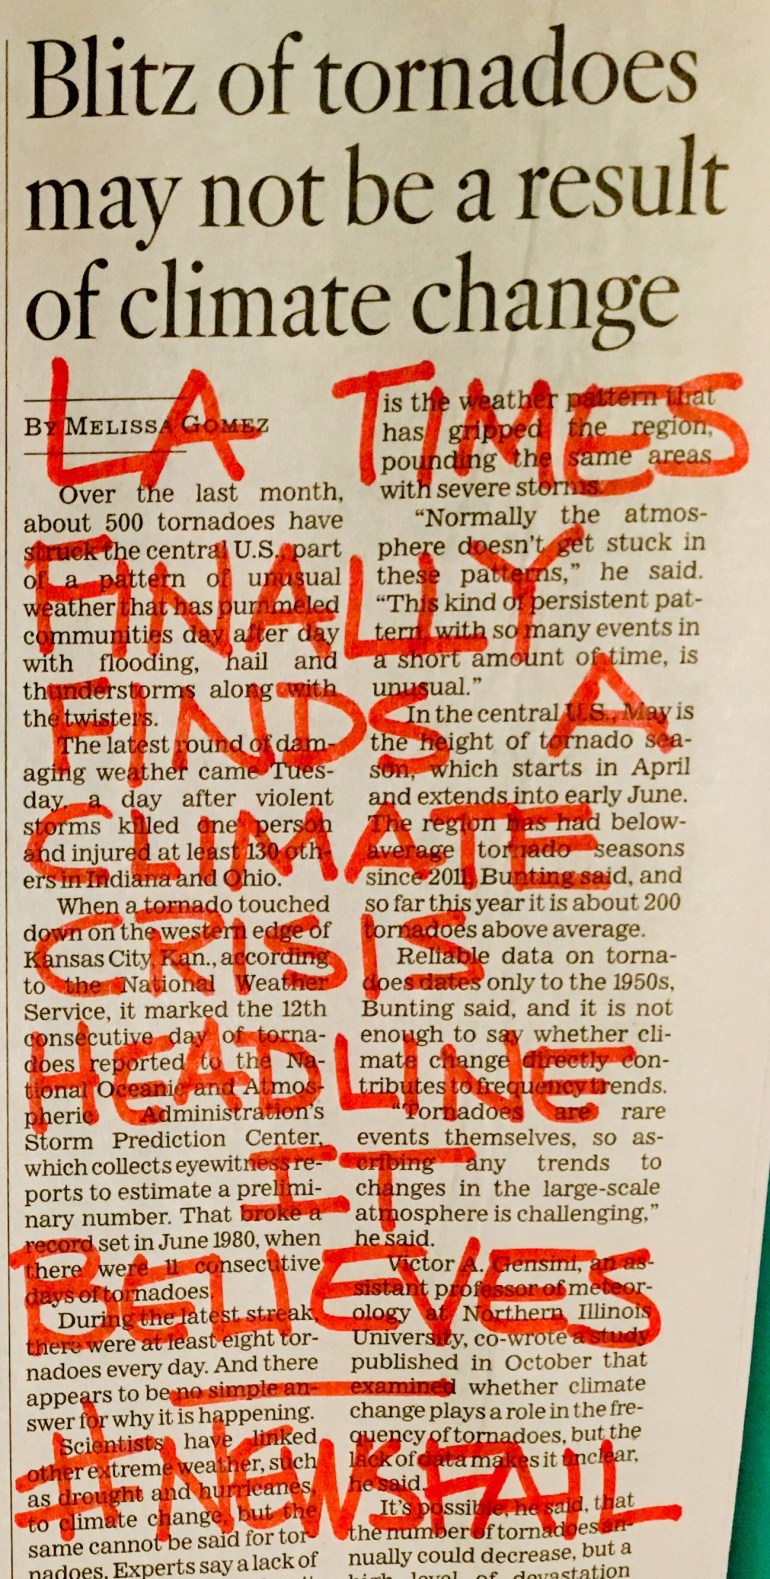 Blitz of tornadoes
may not be a result
of climate change
By Melissa Gomez
Over the last month,
about 500 tornadoes have
struck the central U.S., part
of a pattern of unusual
weather that has pummeled
communities day after day
with flooding, hail and
thunderstorms along with
the twisters.
The latest round of dam-
aging weather came Tues-
day, a day after violent
storms killed one person
and injured at least 130 oth-
ers in Indiana and Ohio.
When a tornado touched
down on the western edge of
Kansas City, Kan., according
to the National Weather
Service, it marked the 12th
consecutive day of torna-
does reported to the Na-
tional Oceanic and Atmos-
pheric Administration's
Storm Prediction Center,
which collects eyewitness re-
ports to estimate a prelimi-
nary number. That broke a
record set in June 1980, when
there were 11 consecutive
days of tornadoes.
During the latest streak,
there were at least eight tor-
nadoes every day. And there
appears to be no simple an-
swer for why it is happening.
Scientists have linked
other extreme weather, such
as drought and hurricanes,
to climate change, but the
same cannot be said for tor-
nadoes. Experts say a lack of
is the weather pattern that
has gripped the region,
pounding the same areas
with severe storms.
“Normally the atmos-
phere doesn't get stuck in
these patterns,” he said.
“This kind of persistent pat-
tern, with so many events in
a short amount of time, is
unusual.”
In the central U.S., May is
the height of tornado sea-
son, which starts in April
and extends into early June.
The region has had below-
average tornado seasons
since 2011, Bunting said, and
so far this year it is about 200
tornadoes above average.
Reliable data on torna-
does dates only to the 1950s,
Bunting said, and it is not
enough to say whether cli-
mate change directly con-
tributes to frequency trends.
“Tornadoes are rare
events themselves, so as-
cribing any trends to
changes in the large-scale
atmosphere is challenging,”
he said.
Victor A. Gensini, an as-
sistant professor of meteor-
ology at Northern Illinois
University, co-wrote a study
published in October that
examined whether climate
change plays a role in the fre-
quency of tornadoes, but the
lack of data makes it unclear,
he said.
It's possible, he said, that
the number of tornadoes an-
nually could decrease, but a
high level of devastation
LA TIMES
FINALLY
FINDS A
CLIMATE
CRISIS
HEADLINE
IT
BELIEVES
#NEWSFAIL